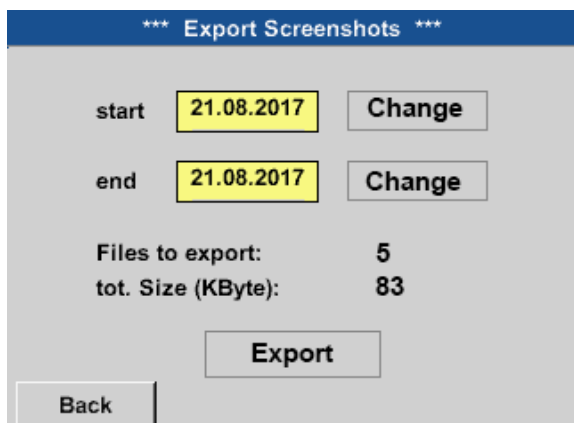 *** Export Screenshots ***
start 21.08.2017 Change
end 21.08.2017 Change
Files to export: 5
tot. Size (KByte): 83
Export
Back